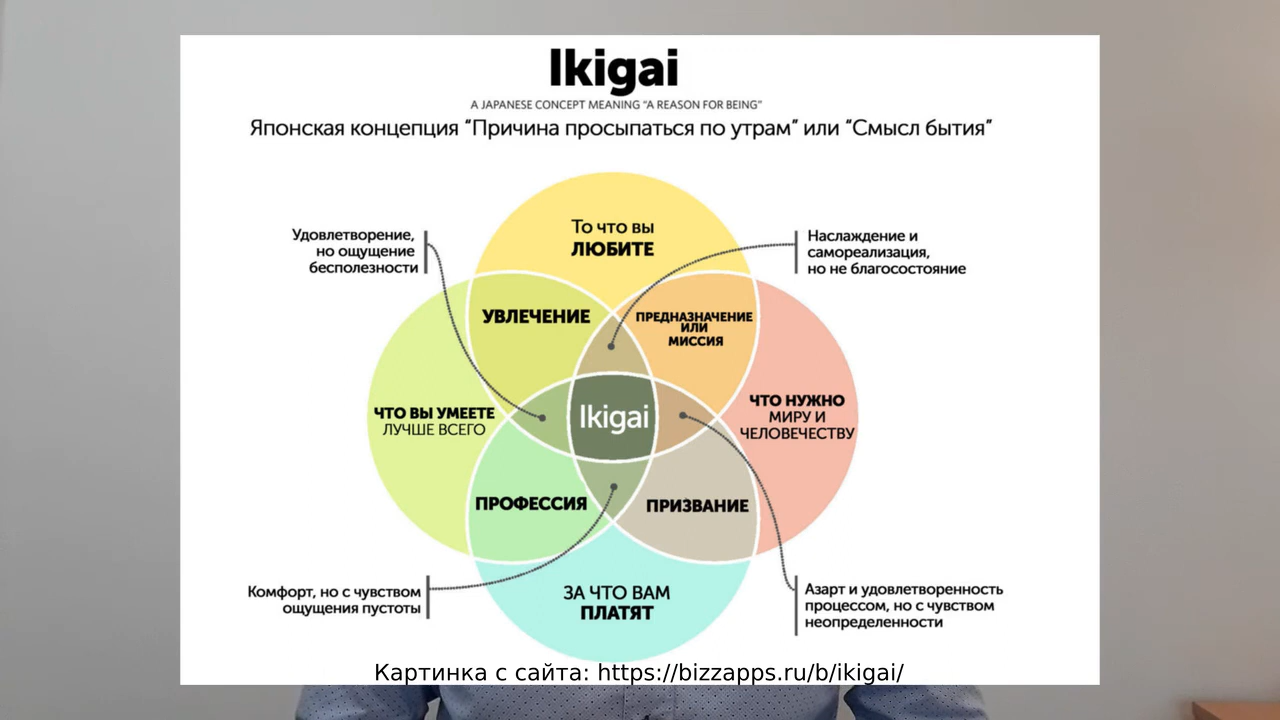 Ikigai
A JAPANESE CONCEPT MEANING “A REASON FOR BEING”
Японская концепция “Причина просыпаться по утрам” или “Смысл бытия”
То что вы
ЛЮБИТЕ
Удовлетворение,
но ощущение
бесполезности
Наслаждение и
самореализация,
но не благосостояние
УВЛЕЧЕНИЕ
ПРЕДНАЗНАЧЕНИЕ
ИЛИ
МИССИЯ
ЧТО ВЫ УМЕЕТЕ
ЛУЧШЕ ВСЕГО
Ikigai
ЧТО НУЖНО
МИРУ И
ЧЕЛОВЕЧЕСТВУ
ПРОФЕССИЯ
ПРИЗВАНИЕ
Комфорт, но с чувством
ощущения пустоты
ЗА ЧТО ВАМ
ПЛАТЯТ
Азарт и удовлетворенность
процессом, но с чувством
неопределенности
Картинка с сайта: https://bizzapps.ru/b/ikigai/